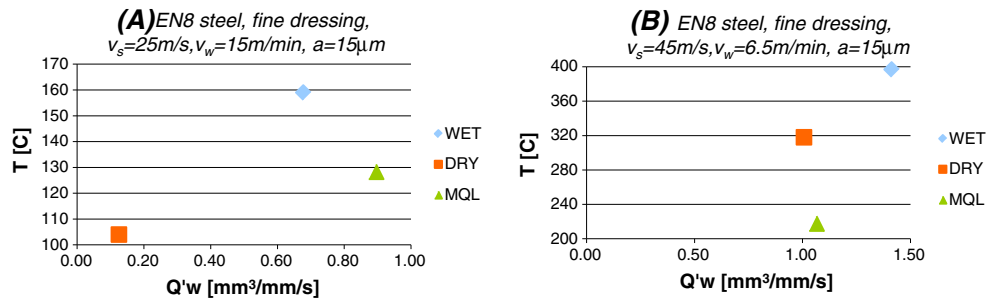 (A) EN8 steel, fine dressing,
vs=25m/s,vw=15m/min, a=15µm
170
160
150
140
130
120
110
100
T [C]
0.00 0.20 0.40 0.60 0.80 1.00
Q'w [mm³/mm/s]
WET
DRY
MQL
(B) EN8 steel, fine dressing,
vs=45m/s,vw=6.5m/min, a=15µm
400
360
320
280
240
200
T [C]
0.00 0.50 1.00 1.50
Q'w [mm³/mm/s]
WET
DRY
MQL